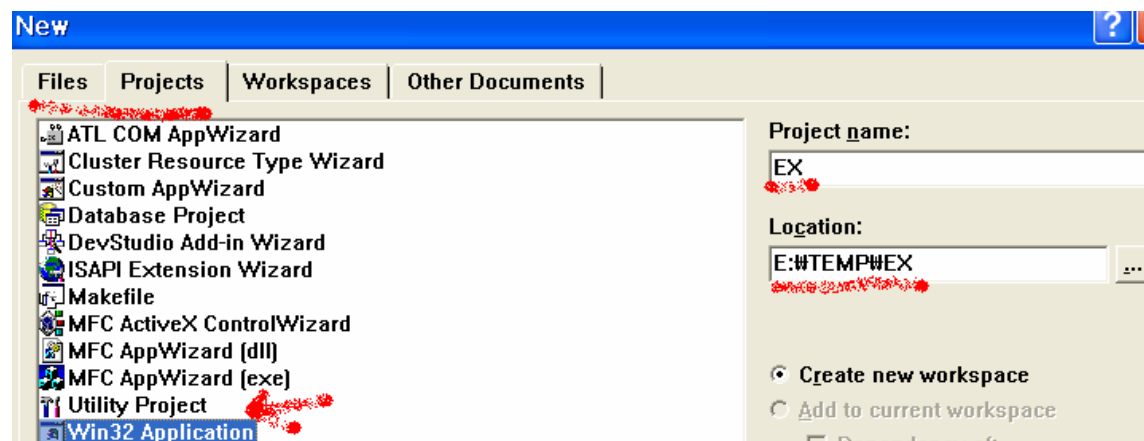 New
?
Files Projects Workspaces Other Documents
ATL COM AppWizard
Cluster Resource Type Wizard
Custom AppWizard
Database Project
DevStudio Add-in Wizard
ISAPI Extension Wizard
Makefile
MFC ActiveX ControlWizard
MFC AppWizard (dll)
MFC AppWizard (exe)
Utility Project
Win32 Application
Project name:
EX
Location:
E:₩TEMP₩EX
...
Create new workspace
Add to current workspace